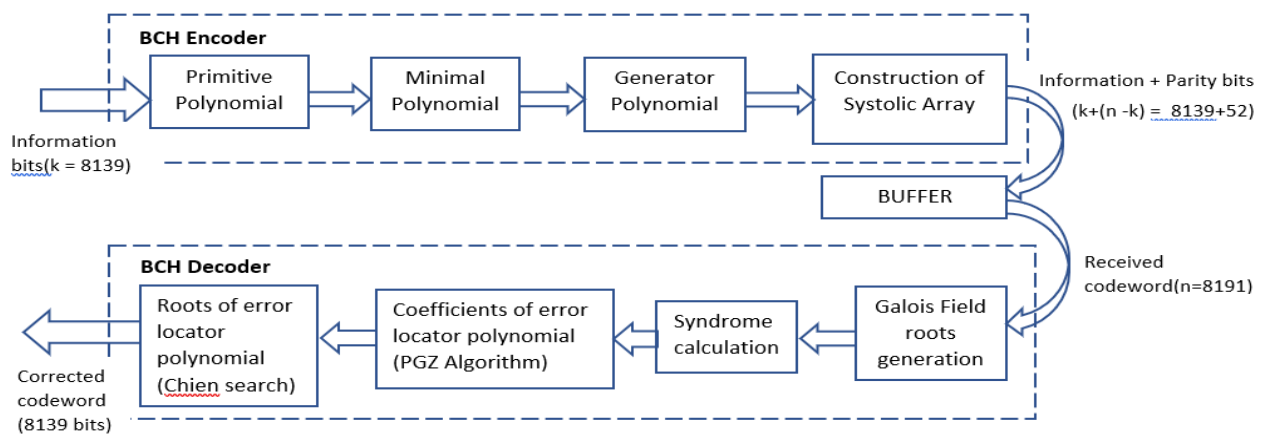 BCH Encoder
Primitive
Polynomial
Minimal
Polynomial
Generator
Polynomial
Construction of
Systolic Array
Information + Parity bits
(k+(n -k) = 8139+52)
Information
bits(k = 8139)
BUFFER
BCH Decoder
Received
codeword(n=8191)
Galois Field
roots
generation
Syndrome
calculation
Coefficients of error
locator polynomial
(PGZ Algorithm)
Roots of error
locator
polynomial
(Chien search)
Corrected
codeword
(8139 bits)